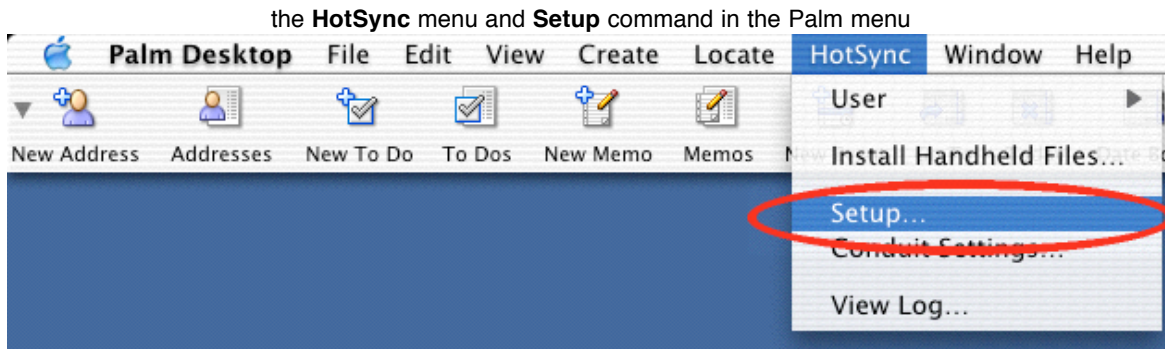 the HotSync menu and Setup command in the Palm menu
Palm Desktop File Edit View Create Locate HotSync Window Help
User
New Address Addresses New To Do To Dos New Memo Memos
Install Handheld Files...
Setup...
Conduit Settings...
View Log...